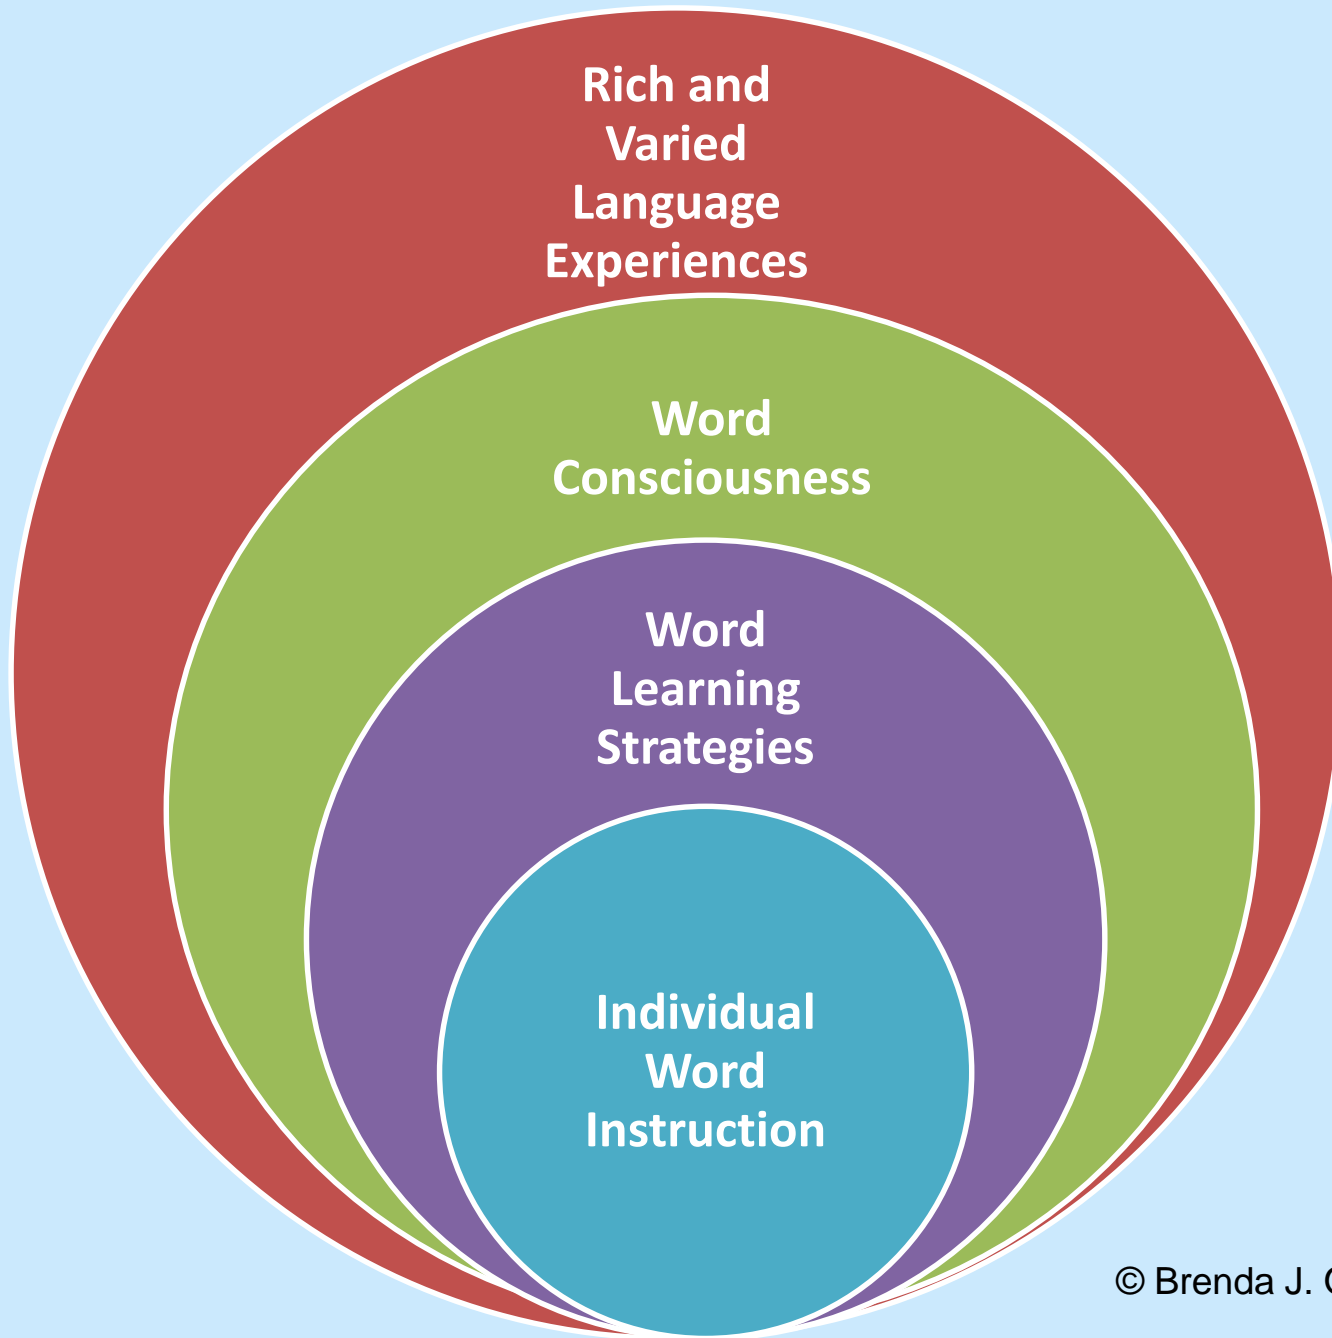 Rich and
Varied
Language
Experiences
Word
Consciousness
Word
Learning
Strategies
Individual
Word
Instruction
© Brenda J.